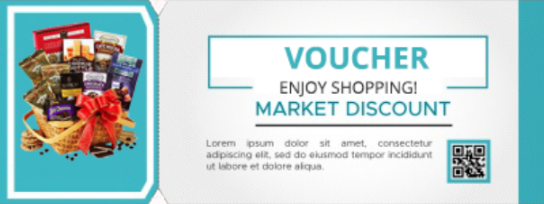 VOUCHER
ENJOY SHOPPING!
MARKET DISCOUNT
Lorem ipsum dolor sit amet, consectetur
adipiscing elit, sed do eiusmod tempor incididunt
ut labore et dolore aliqua.